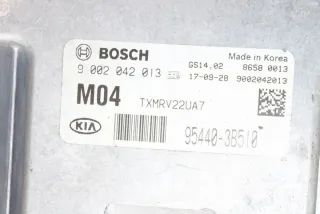 BOSCH
GS14.02
Made in Korea
8658 0013
9 002 042 013
17-09-28 9002042013
M04
TXMRV22UA7
KIA
95440-3B510